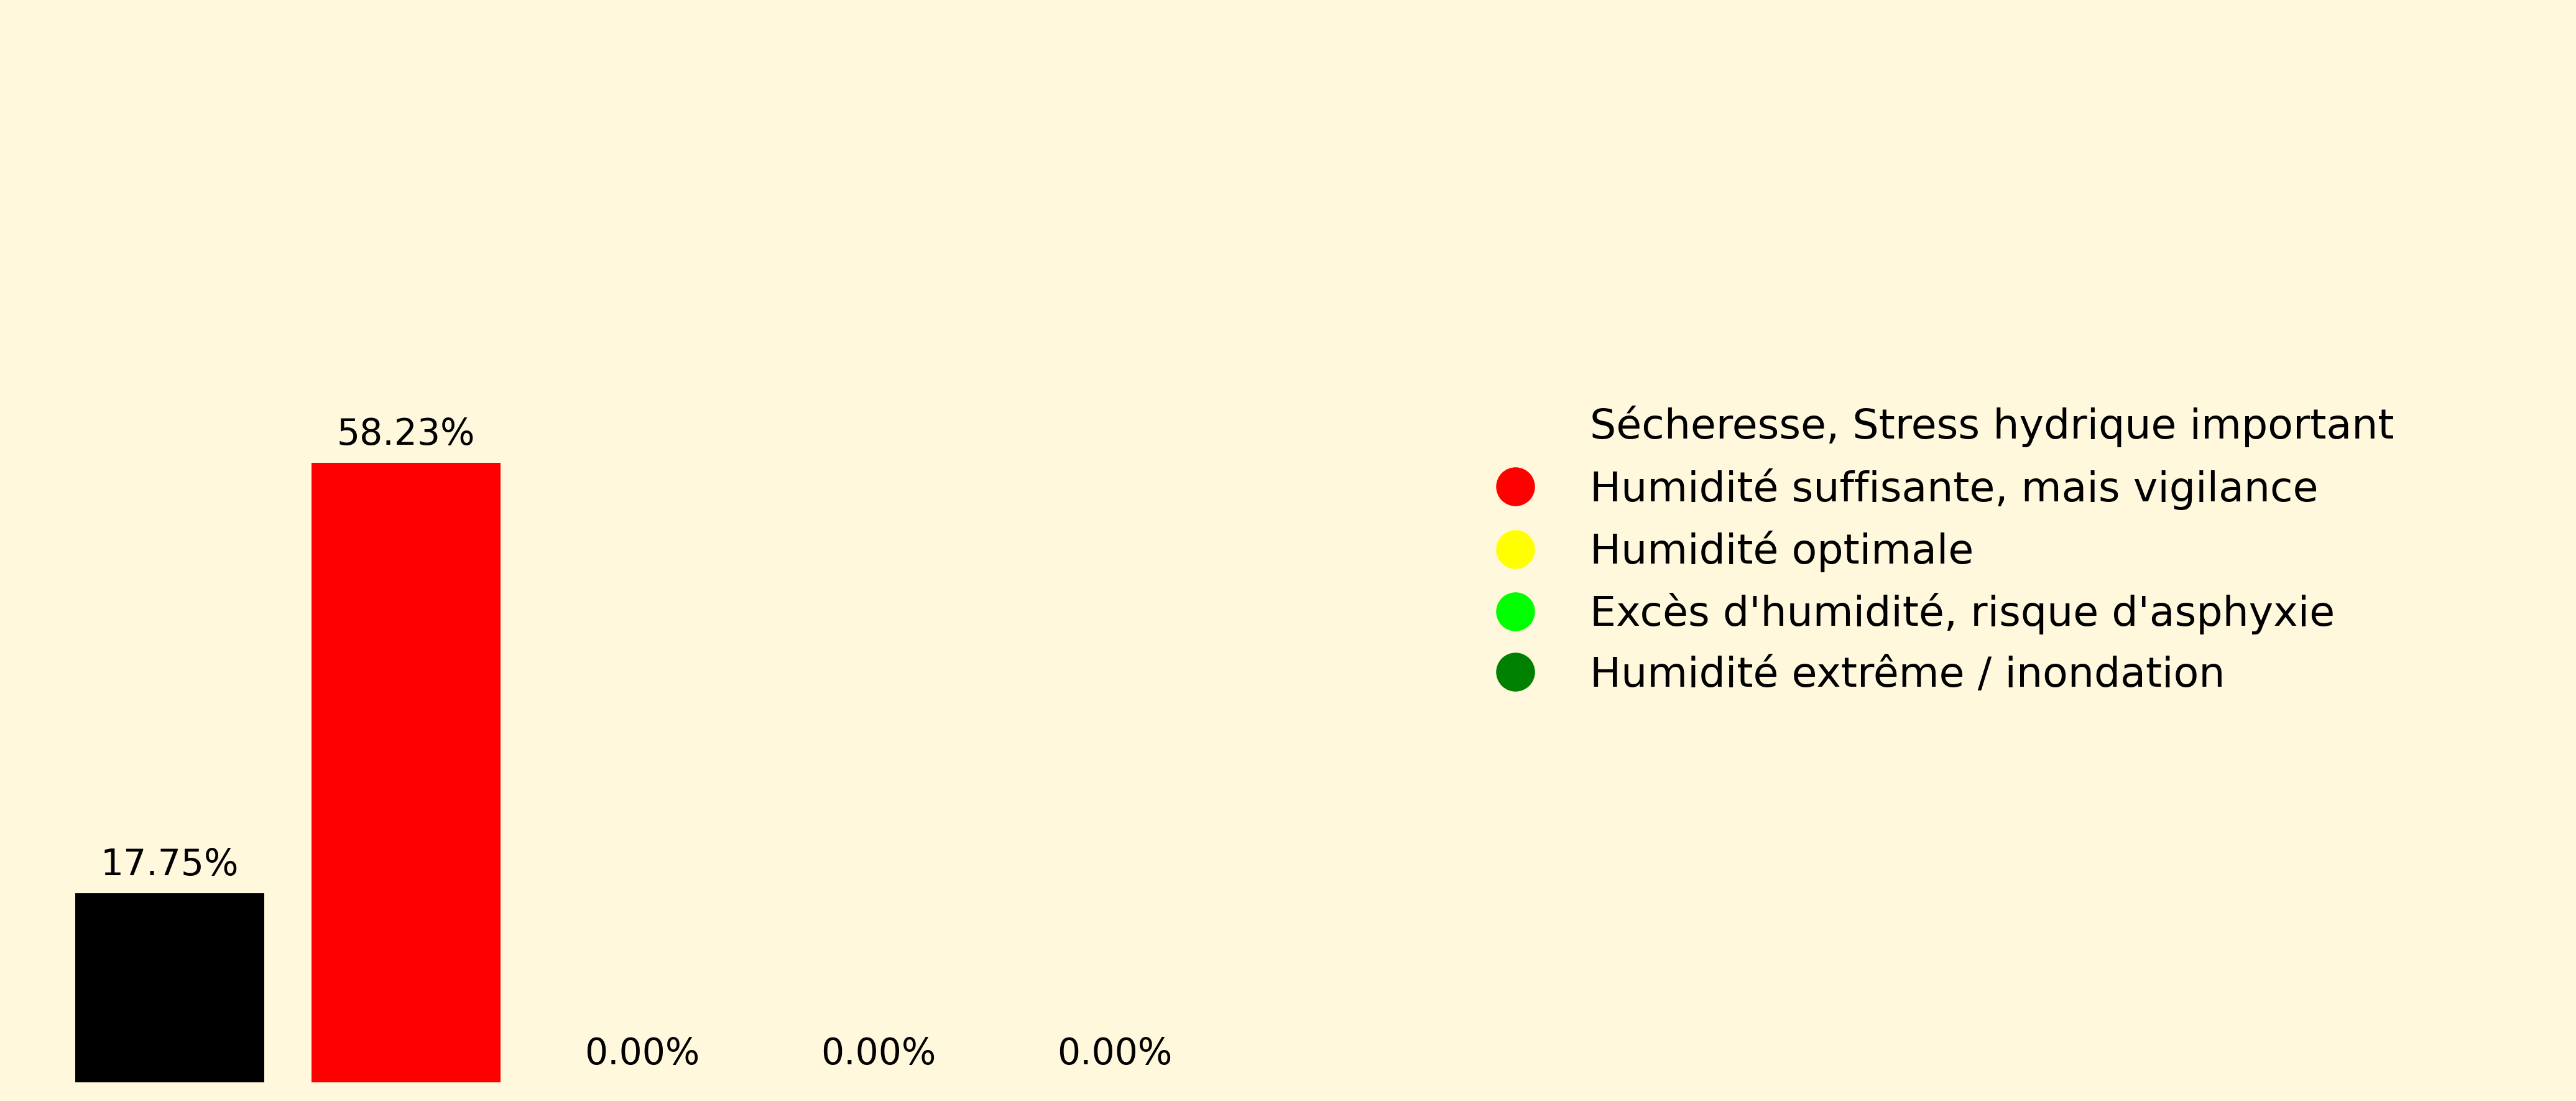 58.23%
17.75%
0.00%
0.00%
0.00%
Sécheresse, Stress hydrique important
Humidité suffisante, mais vigilance
Humidité optimale
Excès d'humidité, risque d'asphyxie
Humidité extrême / inondation